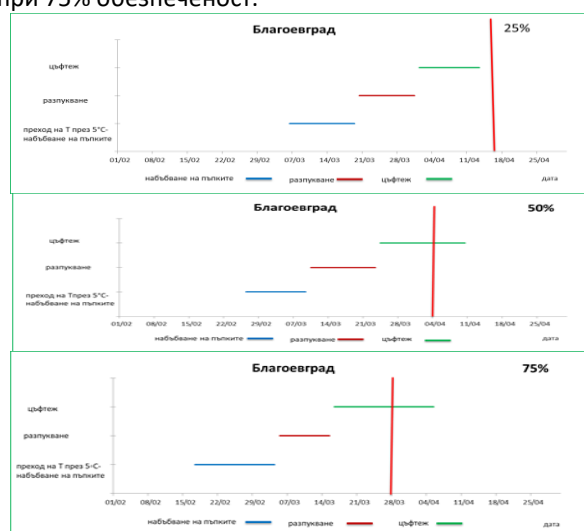 при 75% обезпеченост.
Благоевград 25%
цъфтеж
разпукване
преход на Т през 5°С-
набъбване на пъпките
01/02 08/02 15/02 22/02 29/02 07/03 14/03 21/03 28/03 04/04 11/04 18/04 25/04
набъбване на пъпките разпукване цъфтеж дата
Благоевград 50%
цъфтеж
разпукване
преход на Тпрез 5°С-
набъбване на пъпките
01/02 08/02 15/02 22/02 29/02 07/03 14/03 21/03 28/03 04/04 11/04 18/04 25/04
набъбване на пъпките разпукване цъфтеж дата
Благоевград 75%
цъфтеж
разпукване
преход на Т през 5◦С-
набъбване на пъпките
01/02 08/02 15/02 22/02 29/02 07/03 14/03 21/03 28/03 04/04 11/04 18/04 25/04
набъбване на пъпките разпукване цъфтеж дата